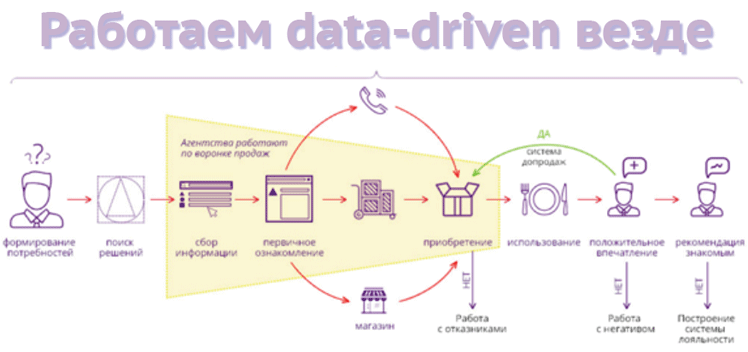 Работаем data-driven везде
Агентства работают
по воронке продаж
ДА
система
допродаж
формирование
потребностей
поиск
решений
сбор
информации
первичное
ознакомление
приобретение
использование
положительное
впечатление
рекомендация
знакомым
магазин
НЕТ
НЕТ
НЕТ
Работа
с отказниками
Работа
с негативом
Построение
системы
лояльности